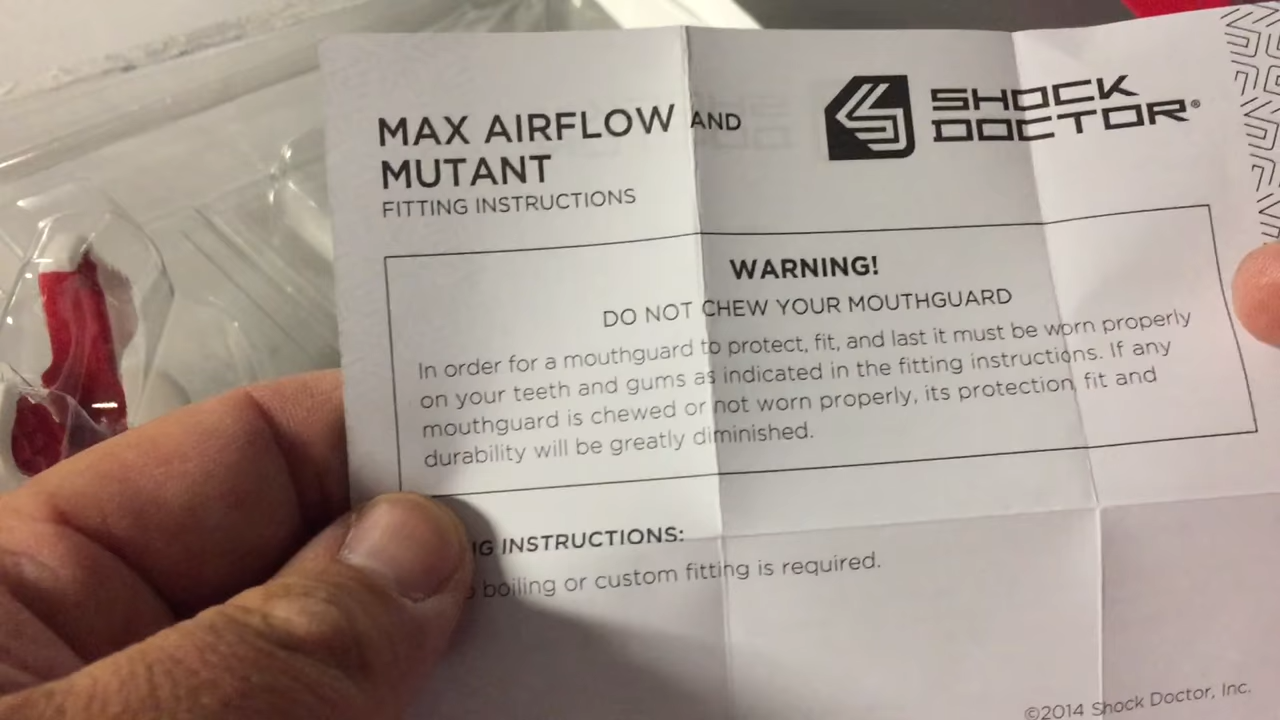 MAX AIRFLOW AND
MUTANT
FITTING INSTRUCTIONS
SHOCK
DOCTOR®
WARNING!
DO NOT CHEW YOUR MOUTHGUARD
In order for a mouthguard to protect, fit, and last it must be worn properly
on your teeth and gums as indicated in the fitting instructions. If any
mouthguard is chewed or not worn properly, its protection fit and
durability will be greatly diminished.
INSTRUCTIONS:
boiling or custom fitting is required.
©2014 Shock Doctor, Inc.